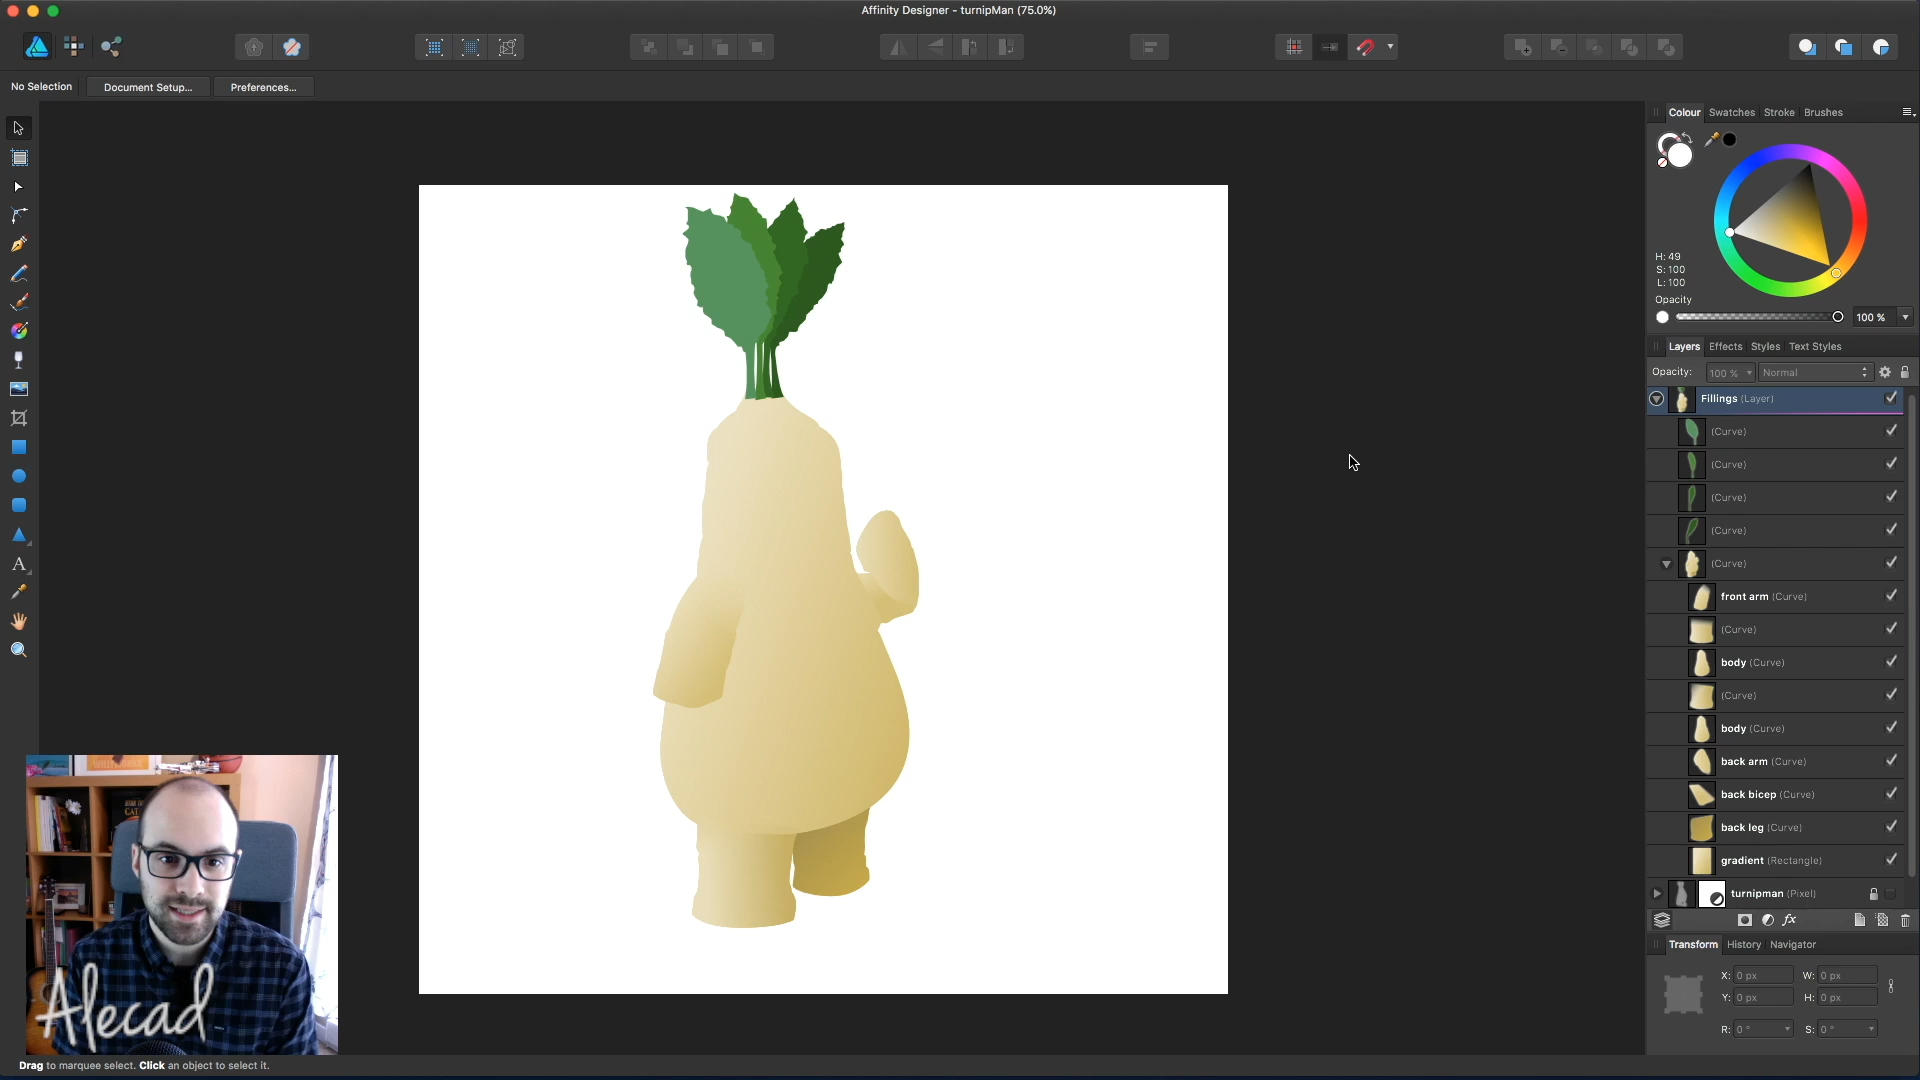 Affinity Designer - turnipMan (75.0%)
No Selection
Document Setup...
Preferences...
Colour
Swatches
Stroke
Brushes
H: 49
S: 100
L: 100
Opacity
100 %
Layers
Effects
Styles
Text Styles
Opacity:
100 %
Normal
Fillings (Layer)
(Curve)
(Curve)
(Curve)
(Curve)
(Curve)
front arm (Curve)
(Curve)
body (Curve)
(Curve)
body (Curve)
back arm (Curve)
back bicep (Curve)
back leg (Curve)
gradient (Rectangle)
turnipman (Pixel)
fx
Transform
History
Navigator
X: 0 px
W: 0 px
Y: 0 px
H: 0 px
R: 0 °
S: 0 °
A
Alecad
Drag to marquee select. Click an object to select it.